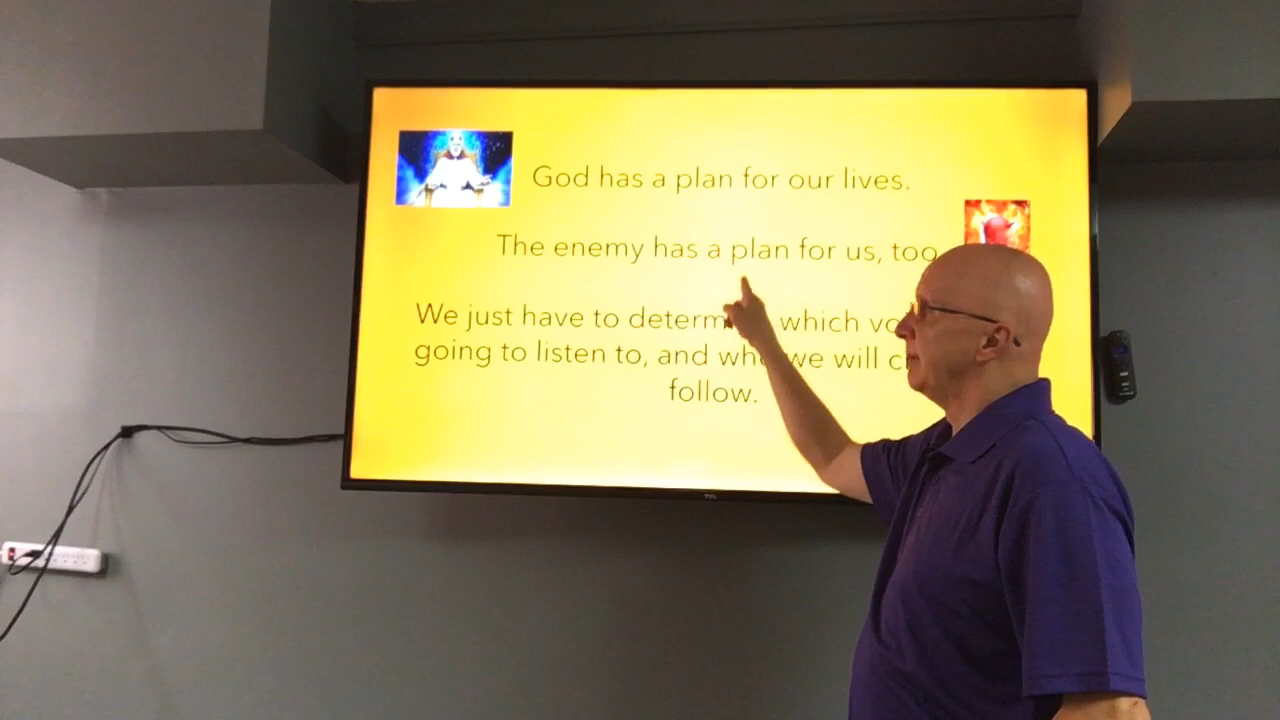 God has a plan for our lives.
The enemy has a plan for us, too
We just have to which
going to listen to, and we will
follow.
TCL